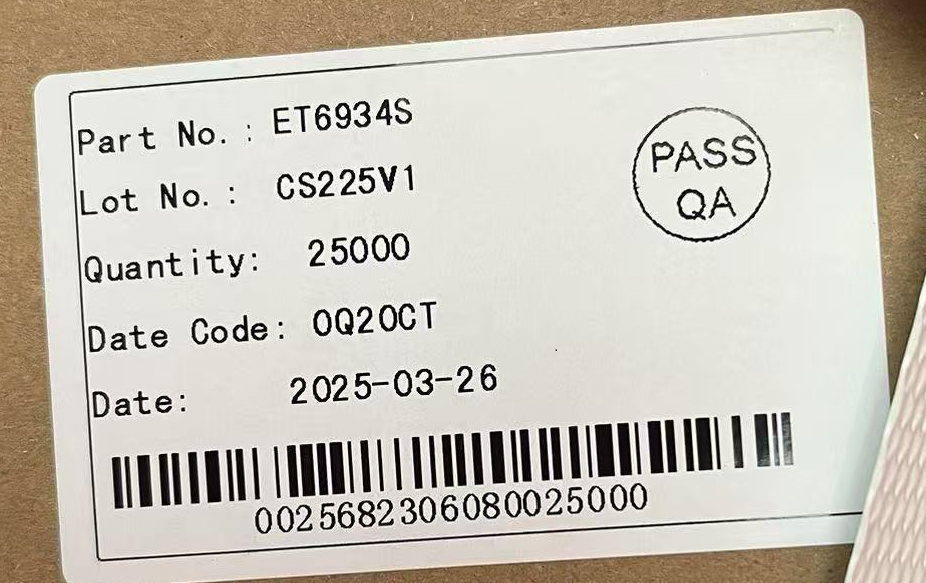 Part No. : ET6934S
Lot No. : CS225V1
Quantity: 25000
Date Code: 0Q20CT
Date: 2025-03-26
PASS
QA
0025682306080025000